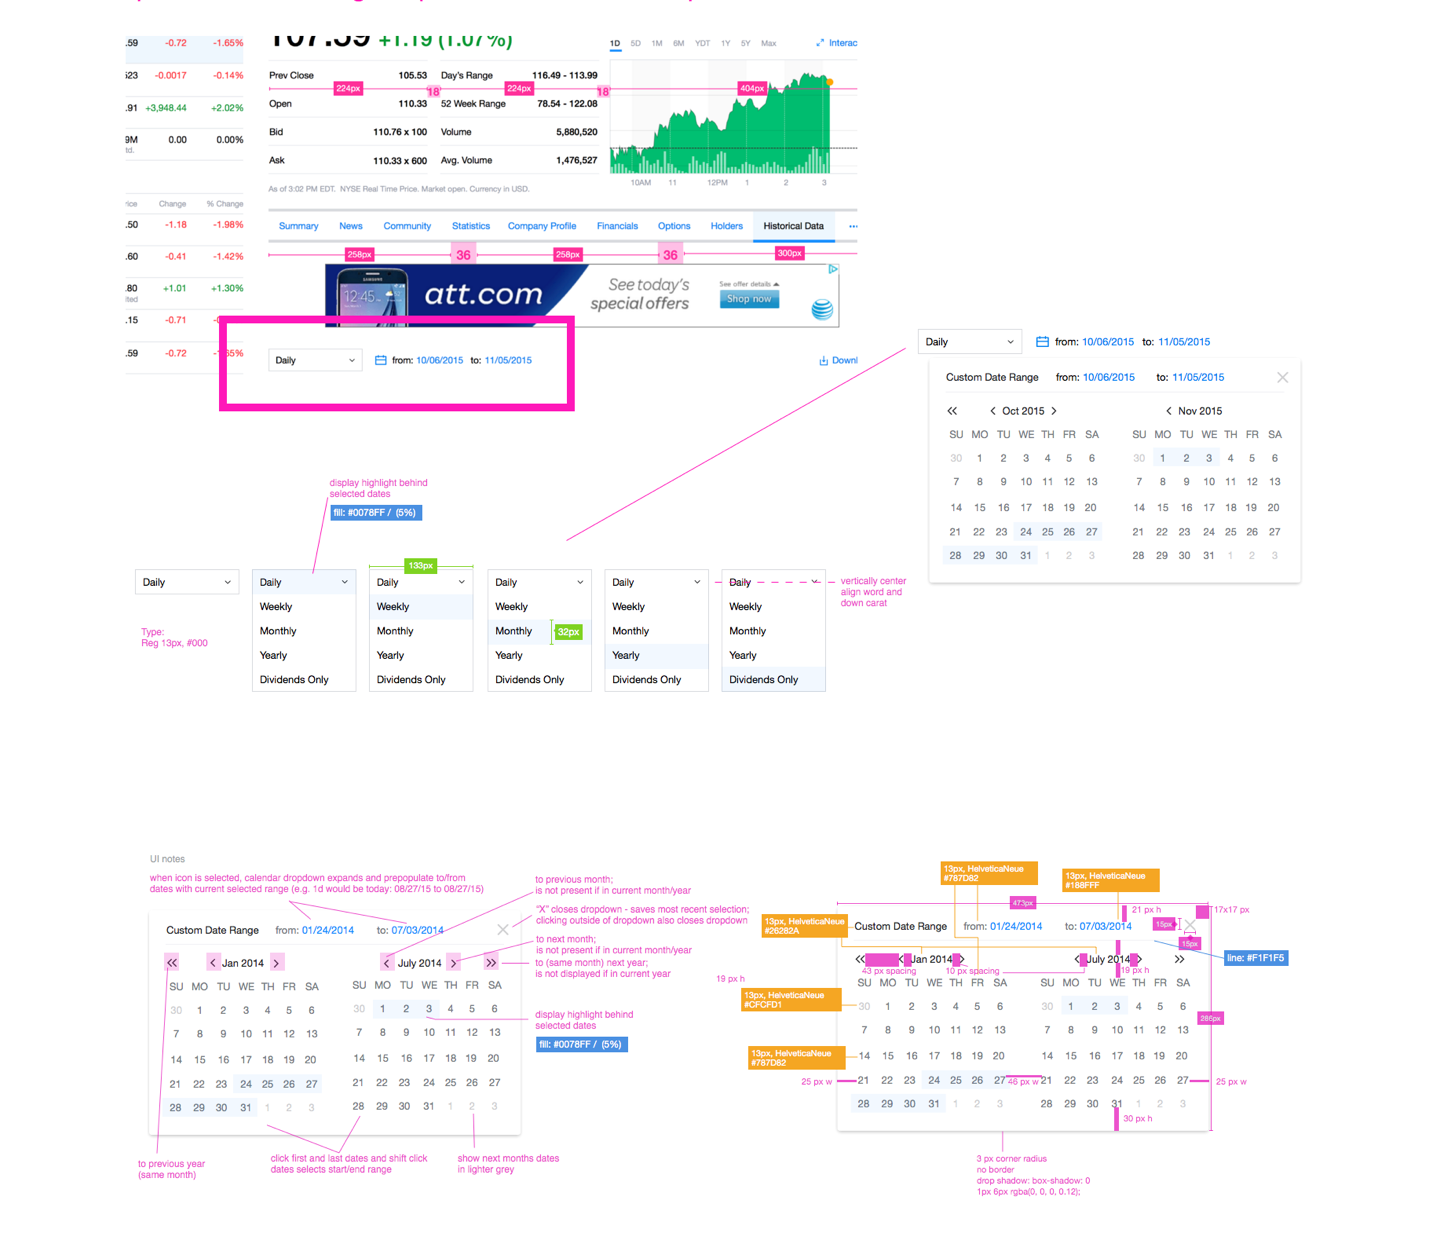 107.59 +1.19 (1.07%)
1D 5D 1M 6M YDT 1Y 5Y Max Interac
.59 -0.72 -1.65%
523 -0.0017 -0.14%
.91 +3,948.44 +2.02%
9M 0.00 0.00%
td.
Prev Close 105.53
Day's Range 116.49 - 113.99
224px 18 224px 18 404px
Open 110.33
52 Week Range 78.54 - 122.08
Bid 110.76 x 100
Volume 5,880,520
Ask 110.33 x 600
Avg. Volume 1,476,527
10AM 11 12PM 1 2 3
As of 3:02 PM EDT. NYSE Real Time Price. Market open. Currency in USD.
rice Change % Change
.50 -1.18 -1.98%
.60 -0.41 -1.42%
.80 +1.01 +1.30%
ited
.15 -0.71
.59 -0.72
Summary News Community Statistics Company Profile Financials Options Holders Historical Data ...
258px 36 258px 36 300px
SAMSUNG
12:45
att.com
See today's
special offers
See offer details
Shop now
at&t
Daily from: 10/06/2015 to: 11/05/2015
Downl
Daily from: 10/06/2015 to: 11/05/2015
Custom Date Range from: 10/06/2015 to: 11/05/2015
Oct 2015
SU MO TU WE TH FR SA
30 1 2 3 4 5 6
7 8 9 10 11 12 13
14 15 16 17 18 19 20
21 22 23 24 25 26 27
28 29 30 31 1 2 3
Nov 2015
SU MO TU WE TH FR SA
30 1 2 3 4 5 6
7 8 9 10 11 12 13
14 15 16 17 18 19 20
21 22 23 24 25 26 27
28 29 30 31 1 2 3
display highlight behind
selected dates
fill: #0078FF / (5%)
Daily
Type:
Reg 13px, #000
Daily
Weekly
Monthly
Yearly
Dividends Only
133px
Daily
Weekly
Monthly
Yearly
Dividends Only
Daily
Weekly
Monthly
32px
Yearly
Dividends Only
Daily
Weekly
Monthly
Yearly
Dividends Only
Daily
Weekly
Monthly
Yearly
Dividends Only
vertically center
align word and
down carat
UI notes
when icon is selected, calendar dropdown expands and prepopulate to/from
dates with current selected range (e.g. 1d would be today: 08/27/15 to 08/27/15)
Custom Date Range from: 01/24/2014 to: 07/03/2014
Jan 2014
SU MO TU WE TH FR SA
30 1 2 3 4 5 6
7 8 9 10 11 12 13
14 15 16 17 18 19 20
21 22 23 24 25 26 27
28 29 30 31 1 2 3
July 2014
SU MO TU WE TH FR SA
30 1 2 3 4 5 6
7 8 9 10 11 12 13
14 15 16 17 18 19 20
21 22 23 24 25 26 27
28 29 30 31 1 2 3
to previous month;
is not present if in current month/year
"X" closes dropdown - saves most recent selection;
clicking outside of dropdown also closes dropdown
to next month;
is not present if in current month/year
to (same month) next year;
is not displayed if in current year
display highlight behind
selected dates
fill: #0078FF / (5%)
to previous year
(same month)
click first and last dates and shift click
dates selects start/end range
show next months dates
in lighter grey
13px, HelveticaNeue
#787D82
13px, HelveticaNeue
#188FFF
473px
21 px h
17x17 px
13px, HelveticaNeue
#26282A
Custom Date Range from: 01/24/2014 to: 07/03/2014
15px
15px
Jan 2014
July 2014
line: #F1F1F5
43 px spacing
10 px spacing
19 px h
19 px h
SU MO TU WE TH FR SA
30 1 2 3 4 5 6
7 8 9 10 11 12 13
14 15 16 17 18 19 20
21 22 23 24 25 26 27
28 29 30 31 1 2 3
SU MO TU WE TH FR SA
30 1 2 3 4 5 6
7 8 9 10 11 12 13
14 15 16 17 18 19 20
21 22 23 24 25 26 27
28 29 30 31 1 2 3
13px, HelveticaNeue
#CFCFD1
286px
13px, HelveticaNeue
#787D82
25 px w
46 px w
25 px w
30 px h
3 px corner radius
no border
drop shadow: box-shadow: 0
1px 6px rgba(0, 0, 0, 0.12);